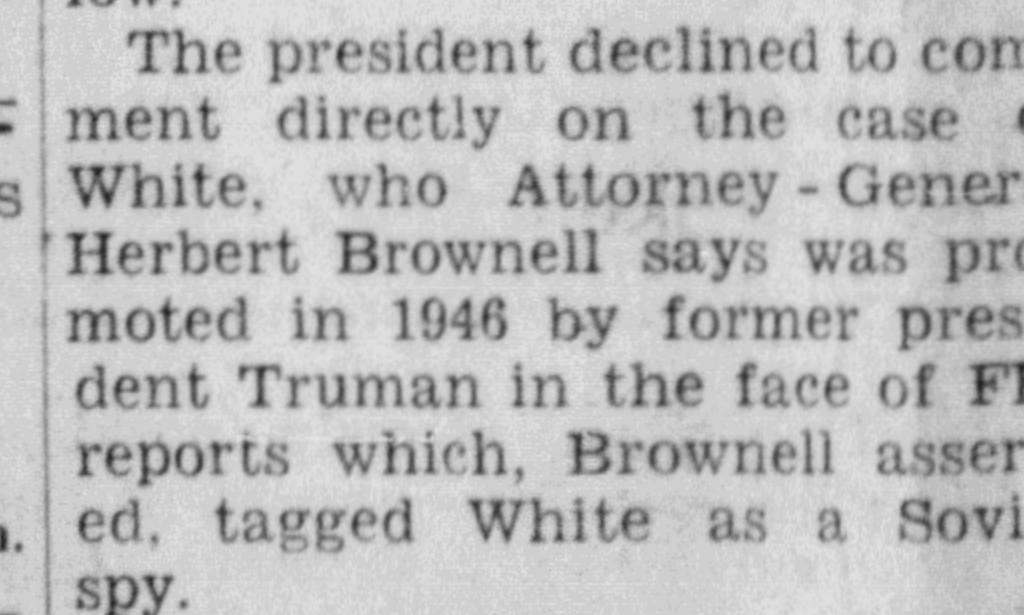 The president declined to com
ment directly on the case
White, who Attorney - Gener
Herbert Brownell says was pro
moted in 1946 by former pres
dent Truman in the face of
reports which, Brownell asser
ed, tagged White as a Sovi
spy.